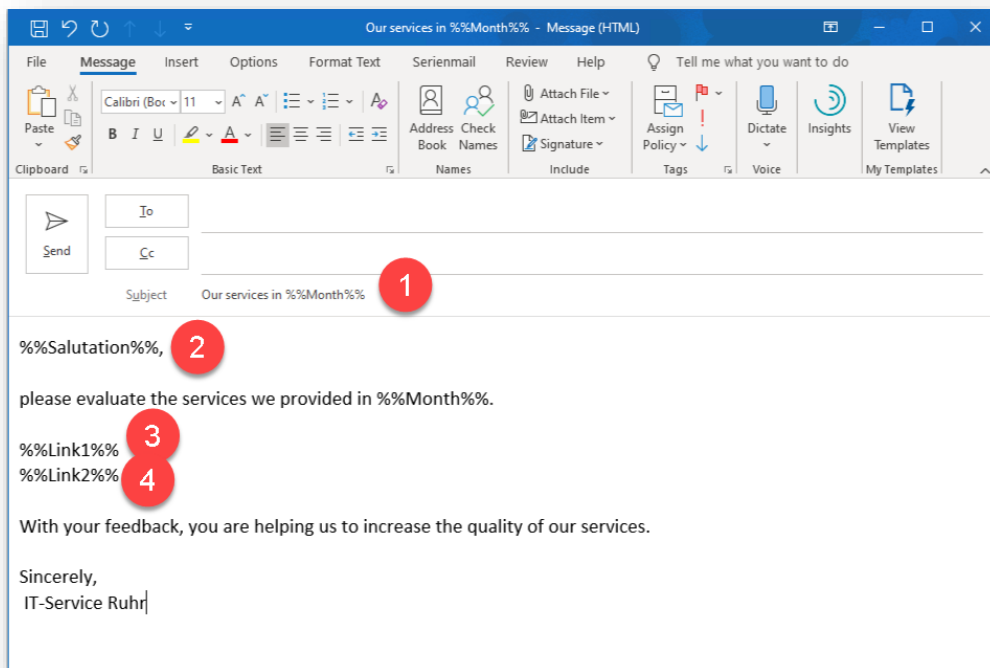 Our services in %%Month%% - Message (HTML)
File Message Insert Options Format Text Serienmail Review Help Tell me what you want to do
Paste
Clipboard
Calibri (Boc 11
B I U A
Basic Text
Address Book
Check Names
Names
Attach File
Attach Item
Signature
Include
Assign Policy
Tags
Dictate
Voice
Insights
View Templates
My Templates
Send
To
Cc
Subject Our services in %%Month%% 1
%%Salutation%%, 2
please evaluate the services we provided in %%Month%%.
%%Link1%% 3
%%Link2%% 4
With your feedback, you are helping us to increase the quality of our services.
Sincerely,
IT-Service Ruhr